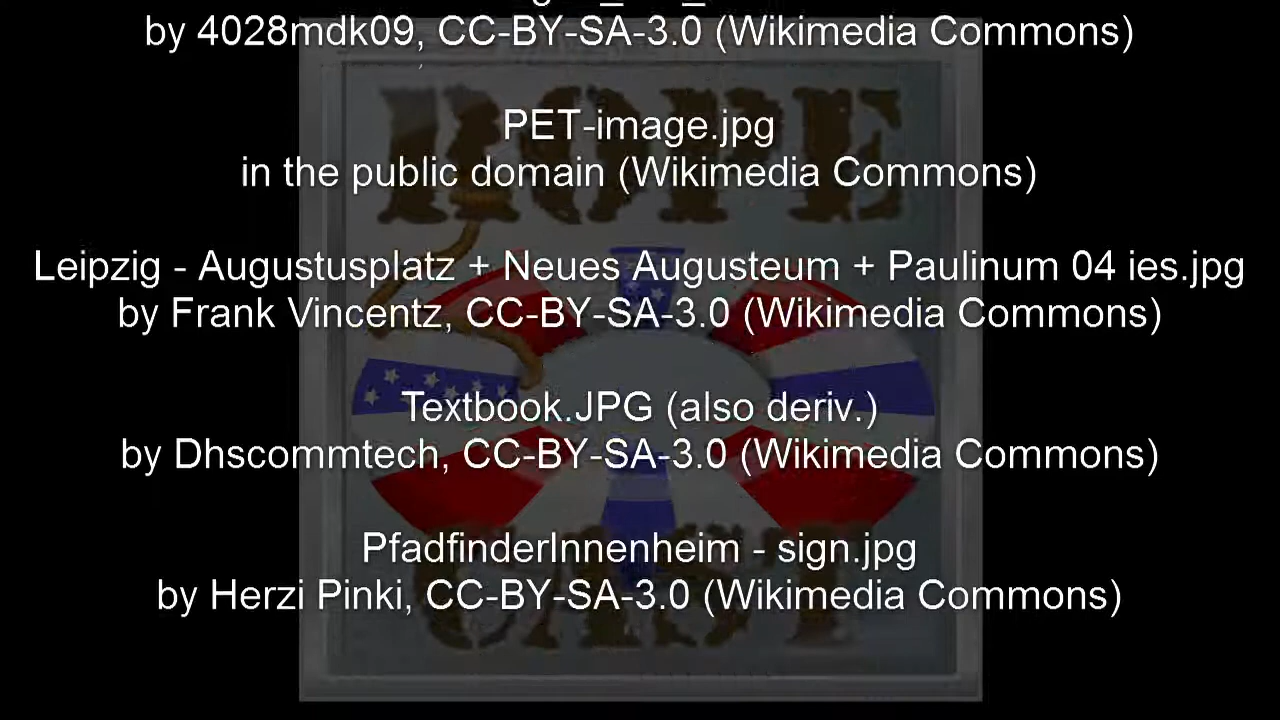 by 4028mdk09, CC-BY-SA-3.0 (Wikimedia Commons)
PET-image.jpg
in the public domain (Wikimedia Commons)
Leipzig - Augustusplatz + Neues Augusteum + Paulinum 04 ies.jpg
by Frank Vincentz, CC-BY-SA-3.0 (Wikimedia Commons)
Textbook.JPG (also deriv.)
by Dhscommtech, CC-BY-SA-3.0 (Wikimedia Commons)
PfadfinderInnenheim - sign.jpg
by Herzi Pinki, CC-BY-SA-3.0 (Wikimedia Commons)
ROPE
CAST